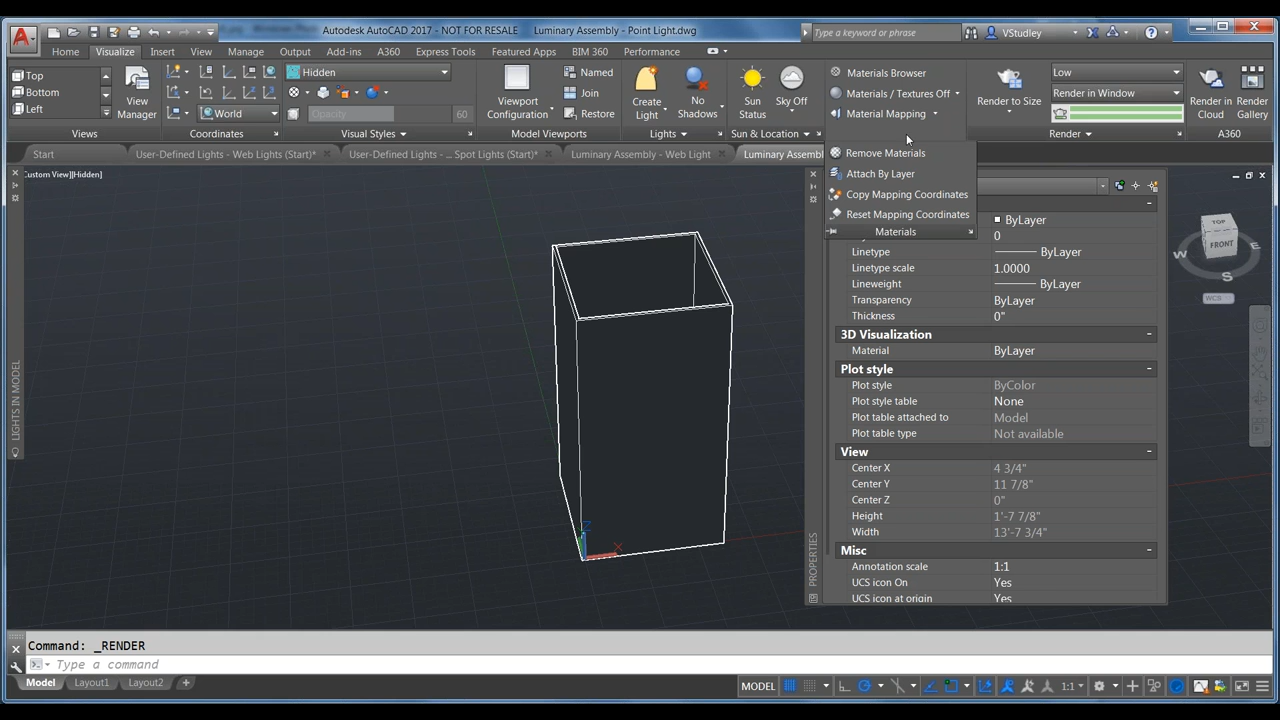 Autodesk AutoCAD 2017 - NOT FOR RESALE Luminary Assembly - Point Light.dwg
Type a keyword or phrase
VStudley
Home Visualize Insert View Manage Output Add-ins A360 Express Tools Featured Apps BIM 360 Performance
Top
Bottom
Left
View
Manager
Views
World
Coordinates
Hidden
Opacity 60
Visual Styles
Viewport
Configuration
Named
Join
Restore
Model Viewports
Create
Light
No
Shadows
Lights
Sun
Status
Sky Off
Sun & Location
Materials Browser
Materials / Textures Off
Material Mapping
Remove Materials
Attach By Layer
Copy Mapping Coordinates
Reset Mapping Coordinates
Materials
Render to Size
Low
Render in Window
Render
Render in
Cloud
Render
Gallery
A360
Start
User-Defined Lights - Web Lights (Start)*
User-Defined Lights - ... Spot Lights (Start)*
Luminary Assembly - Web Light
Luminary Assembl
Custom View][Hidden]
LIGHTS IN MODEL
PROPERTIES
ByLayer
0
Linetype ByLayer
Linetype scale 1.0000
Lineweight ByLayer
Transparency ByLayer
Thickness 0"
3D Visualization
Material ByLayer
Plot style
Plot style ByColor
Plot style table None
Plot table attached to Model
Plot table type Not available
View
Center X 4 3/4"
Center Y 11 7/8"
Center Z 0"
Height 1'-7 7/8"
Width 13'-7 3/4"
Misc
Annotation scale 1:1
UCS icon On Yes
UCS icon at origin Yes
TOP
FRONT
W
S
WCS
Z
X
Command: _RENDER
Type a command
Model Layout1 Layout2 +
MODEL
1:1